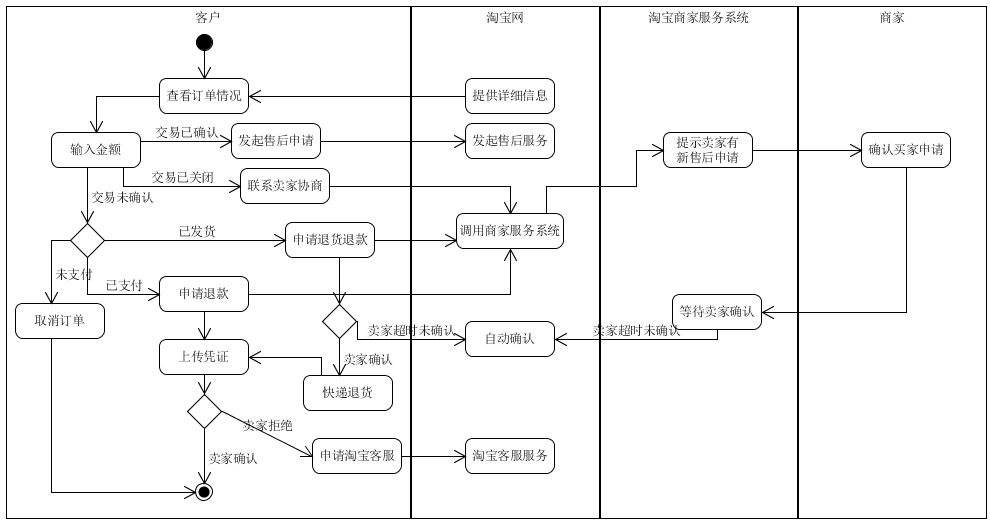 客户
淘宝网
淘宝商家服务系统
商家
查看订单情况
提供详细信息
输入金额
交易已确认
发起售后申请
发起售后服务
提示卖家有
新售后申请
确认买家申请
交易已关闭
联系卖家协商
交易未确认
已发货
申请退货退款
调用商家服务系统
未支付
已支付
申请退款
取消订单
等待卖家确认
卖家超时未确认
自动确认
卖家超时未确认
上传凭证
卖家确认
快递退货
卖家拒绝
卖家确认
申请淘宝客服
淘宝客服服务